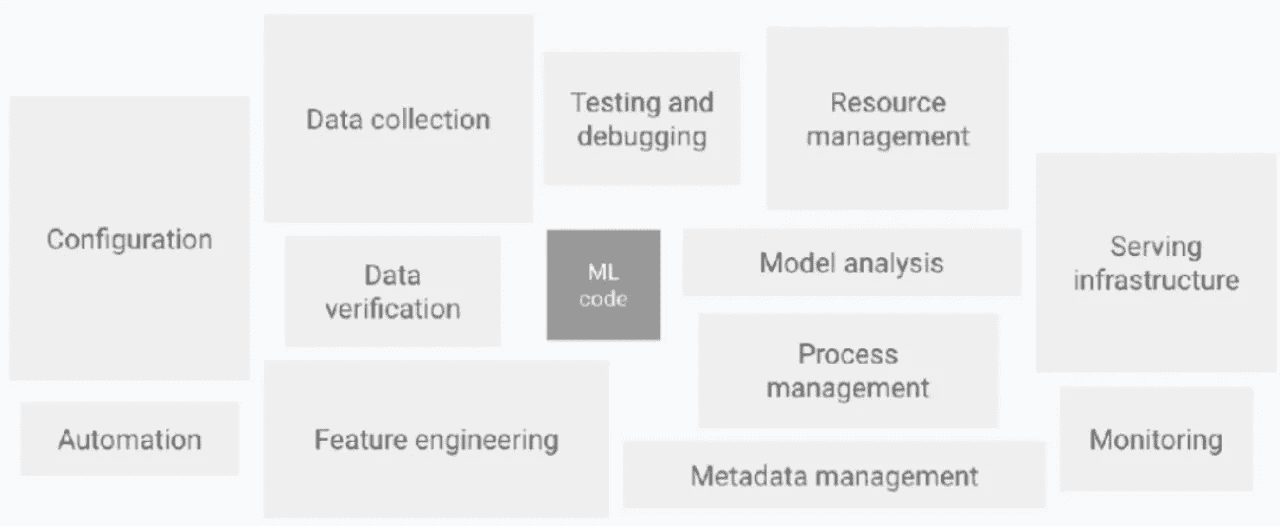 Data collection
Testing and
debugging
Resource
management
Configuration
Data
verification
ML
code
Model analysis
Serving
infrastructure
Process
management
Automation
Feature engineering
Metadata management
Monitoring